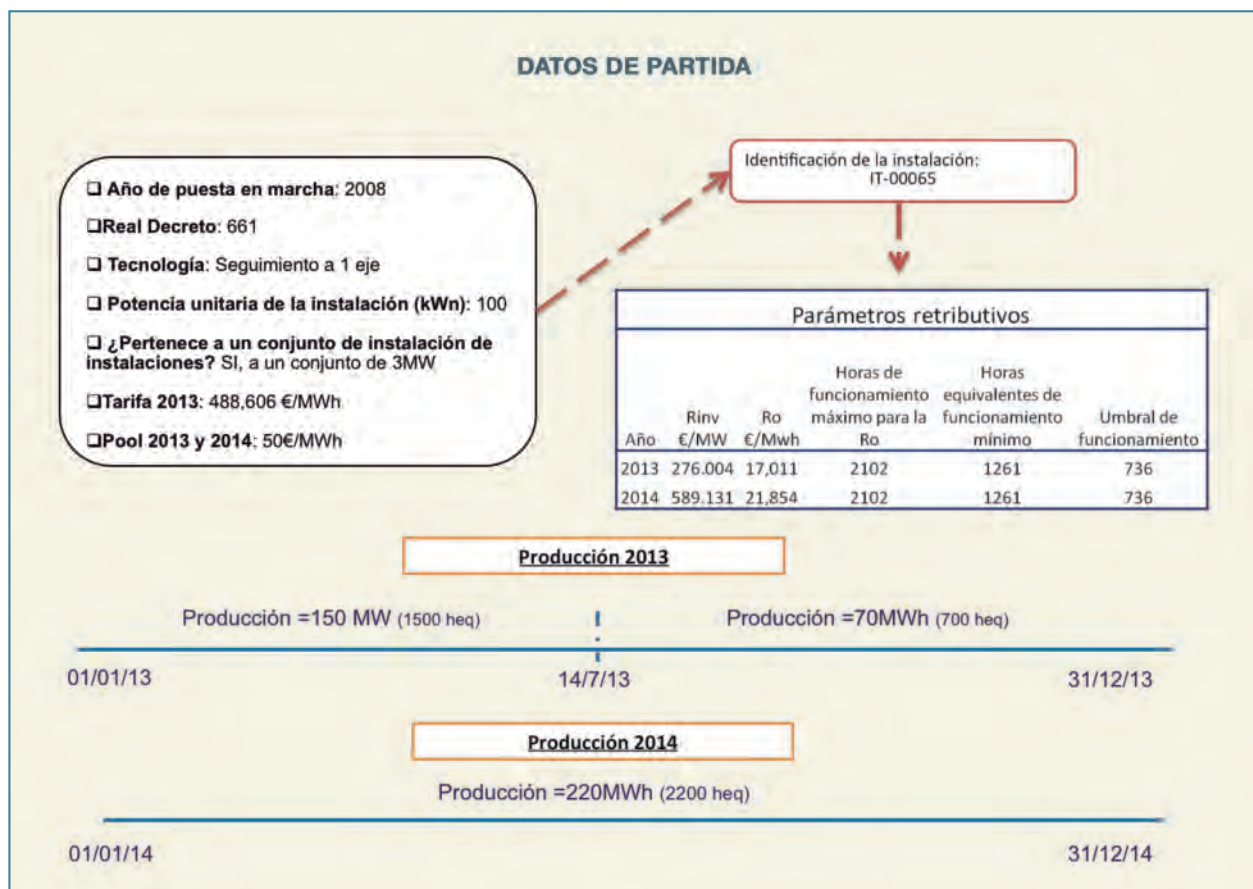 DATOS DE PARTIDA
❑ Año de puesta en marcha: 2008
❑Real Decreto: 661
❑ Tecnología: Seguimiento a 1 eje
❑ Potencia unitaria de la instalación (kWn): 100
❑ ¿Pertenece a un conjunto de instalación de
instalaciones? SI, a un conjunto de 3MW
❑Tarifa 2013: 488,606 €/MWh
❑Pool 2013 y 2014: 50€/MWh
Identificación de la instalación:
IT-00065
Parámetros retributivos
Horas de Horas
funcionamiento equivalentes de
Rinv Ro máximo para la funcionamiento Umbral de
Año €/MW €/Mwh Ro mínimo funcionamiento
2013 276.004 17,011 2102 1261 736
2014 589.131 21,854 2102 1261 736
Producción 2013
Producción =150 MW (1500 heq) Producción =70MWh (700 heq)
01/01/13 14/7/13 31/12/13
Producción 2014
Producción =220MWh (2200 heq)
01/01/14 31/12/14